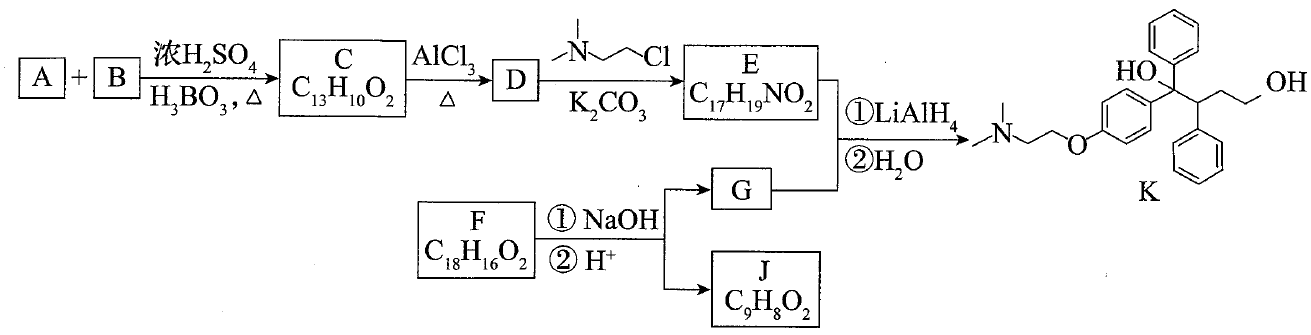 A + B 浓H₂SO₄ H₃BO₃,△ C C₁₃H₁₀O₂ AlCl₃ △ D N Cl K₂CO₃ E C₁₇H₁₉NO₂
①LiAlH₄ ②H₂O
HO OH N O K
F C₁₈H₁₆O₂ ① NaOH ② H⁺ G
J C₉H₈O₂